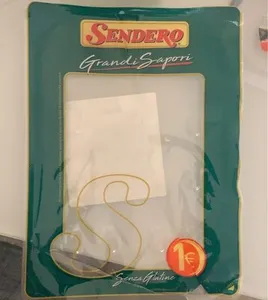 SENDERO
Grandi Sapori
S
1€
Senza Glutine